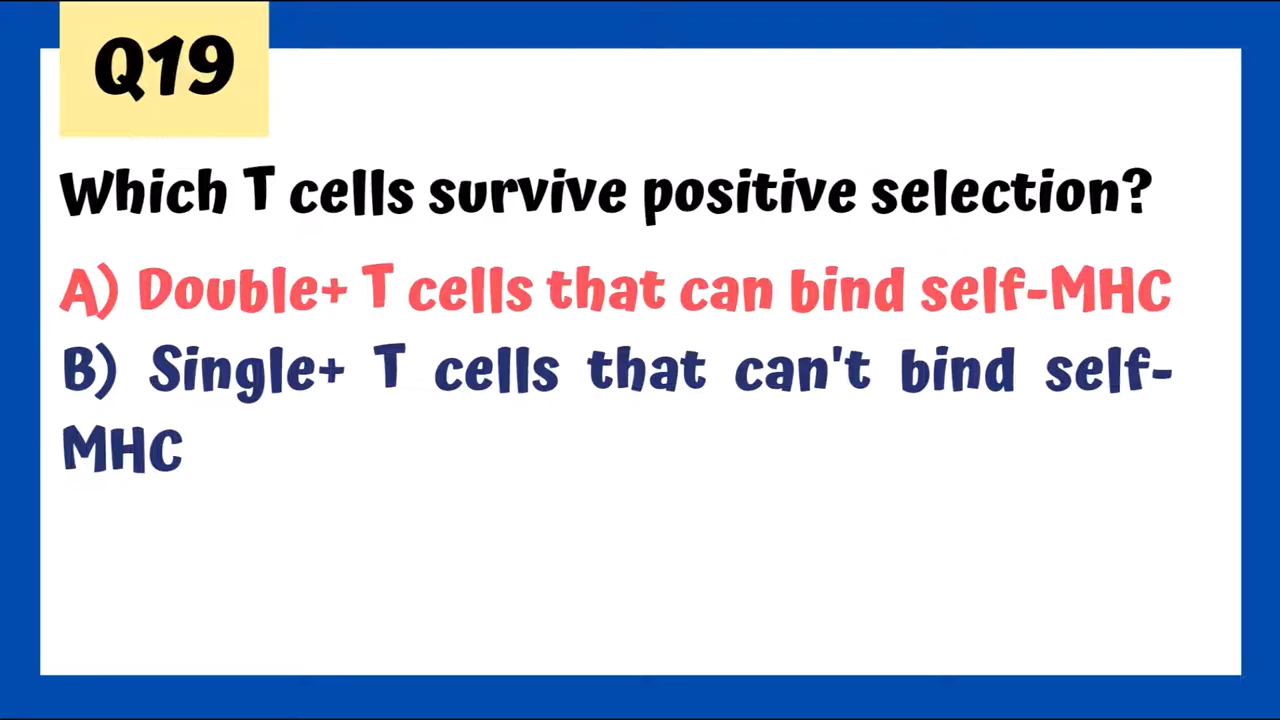 Q19
Which T cells survive positive selection?
A) Double+ T cells that can bind self-MHC
B) Single+ T cells that can't bind self-
MHC